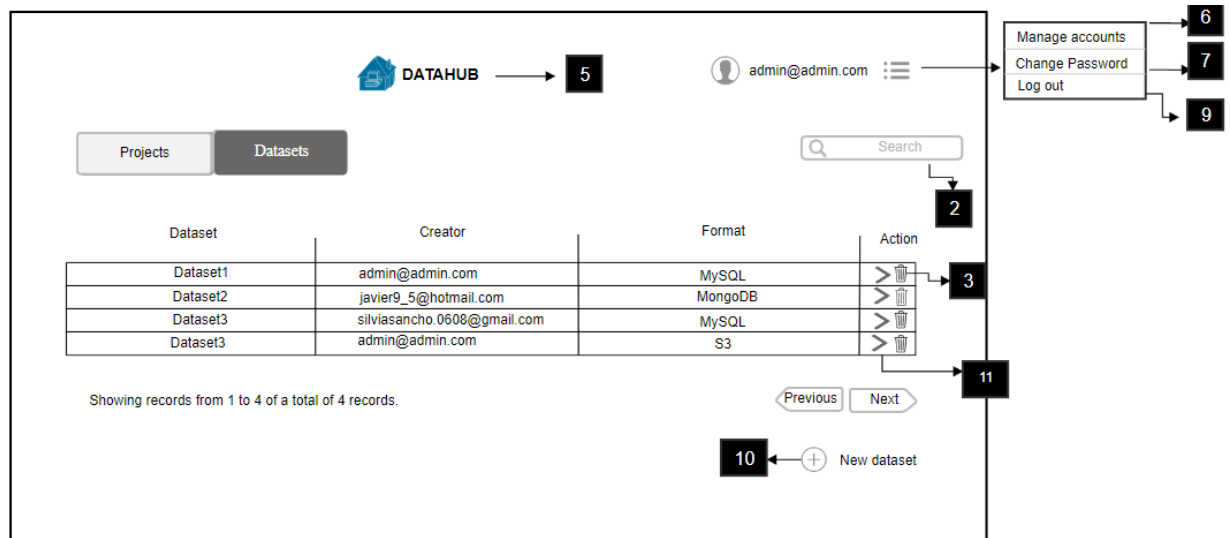 6
Manage accounts
DATAHUB 5 admin@admin.com Change Password 7
Log out
9
Projects Datasets Search
2
Dataset Creator Format Action
Dataset1 admin@admin.com MySQL 3
Dataset2 javier9_5@hotmail.com MongoDB
Dataset3 silviasancho.0608@gmail.com MySQL
Dataset3 admin@admin.com S3
11
Showing records from 1 to 4 of a total of 4 records. Previous Next
10 New dataset